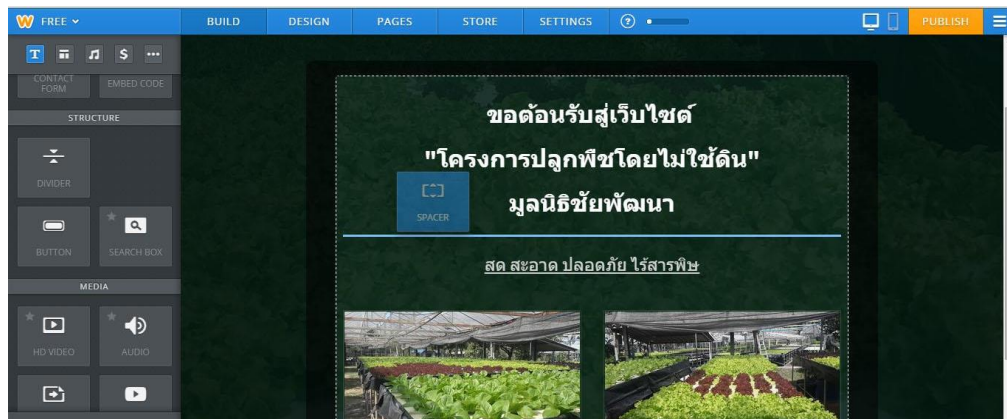 FREE
BUILD
DESIGN
PAGES
STORE
SETTINGS
?
PUBLISH
T
$
CONTACT FORM
EMBED CODE
STRUCTURE
DIVIDER
BUTTON
SEARCH BOX
MEDIA
HD VIDEO
AUDIO
ขอต้อนรับสู่เว็บไซต์
"โครงการปลูกพืชโดยไม่ใช้ดิน"
SPACER
มูลนิธิชัยพัฒนา
สด สะอาด ปลอดภัย ไร้สารพิษ